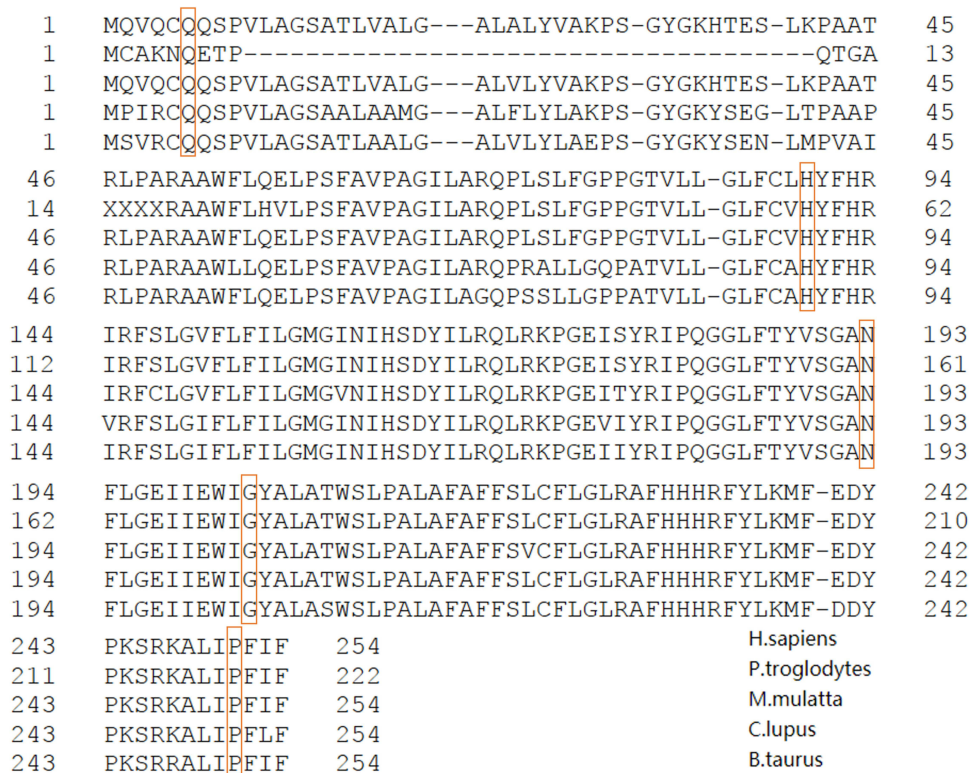 1 MQVQCQQSPVLAGSATLVALG---ALALYVAKPS-GYGKHTES-LKPAAT 45
1 MCAKNQETP-------------------------------------QTGA 13
1 MQVQCQQSPVLAGSATLVALG---ALVLYVAKPS-GYGKHTES-LKPAAT 45
1 MPIRCQQSPVLAGSAALAAMG---ALFLYLAKPS-GYGKYSEG-LTPAAP 45
1 MSVRCQQSPVLAGSATLAALG---ALVLYLAEPS-GYGKYSEN-LMPVAI 45
46 RLPARAAWFLQELPSFAVPAGILARQPLSLFGPPGTVLL-GLFCLHYFHR 94
14 XXXXRAAWFLHVLPSFAVPAGILARQPLSLFGPPGTVLL-GLFCVHYFHR 62
46 RLPARAAWFLQELPSFAVPAGILARQPLSLFGPPGTVLL-GLFCVHYFHR 94
46 RLPARAAWLLQELPSFAVPAGILARQPRALLGQPATVLL-GLFCAHYFHR 94
46 RLPARAAWFLQELPSFAVPAGILAGQPSSLLGPPATVLL-GLFCAHYFHR 94
144 IRFSLGVFLFILGMGINIHSDYILRQLRKPGEISYRIPQGGLFTYVSGAN 193
112 IRFSLGVFLFILGMGINIHSDYILRQLRKPGEISYRIPQGGLFTYVSGAN 161
144 IRFCLGVFLFILGMGVNIHSDYILRQLRKPGEITYRIPQGGLFTYVSGAN 193
144 VRFSLGIFLFILGMGINIHSDYILRQLRKPGEVIYRIPQGGLFTYVSGAN 193
144 IRFSLGIFLFILGMGINIHSDYILRQLRKPGEIIYRIPQGGLFTYVSGAN 193
194 FLGEIIEWIGYALATWSLPALAFAFFSLCFLGLRAFHHHRFYLKMF-EDY 242
162 FLGEIIEWIGYALATWSLPALAFAFFSLCFLGLRAFHHHRFYLKMF-EDY 210
194 FLGEIIEWIGYALATWSLPALAFAFFSVCFLGLRAFHHHRFYLKMF-EDY 242
194 FLGEIIEWIGYALATWSLPALAFAFFSLCFLGLRAFHHHRFYLKMF-EDY 242
194 FLGEIIEWIGYALASWSLPALAFAFFSLCFLGLRAFHHHRFYLKMF-DDY 242
243 PKSRKALIPFIF 254 H.sapiens
211 PKSRKALIPFIF 222 P.troglodytes
243 PKSRKALIPFIF 254 M.mulatta
243 PKSRKALIPFLF 254 C.lupus
243 PKSRRALIPFIF 254 B.taurus